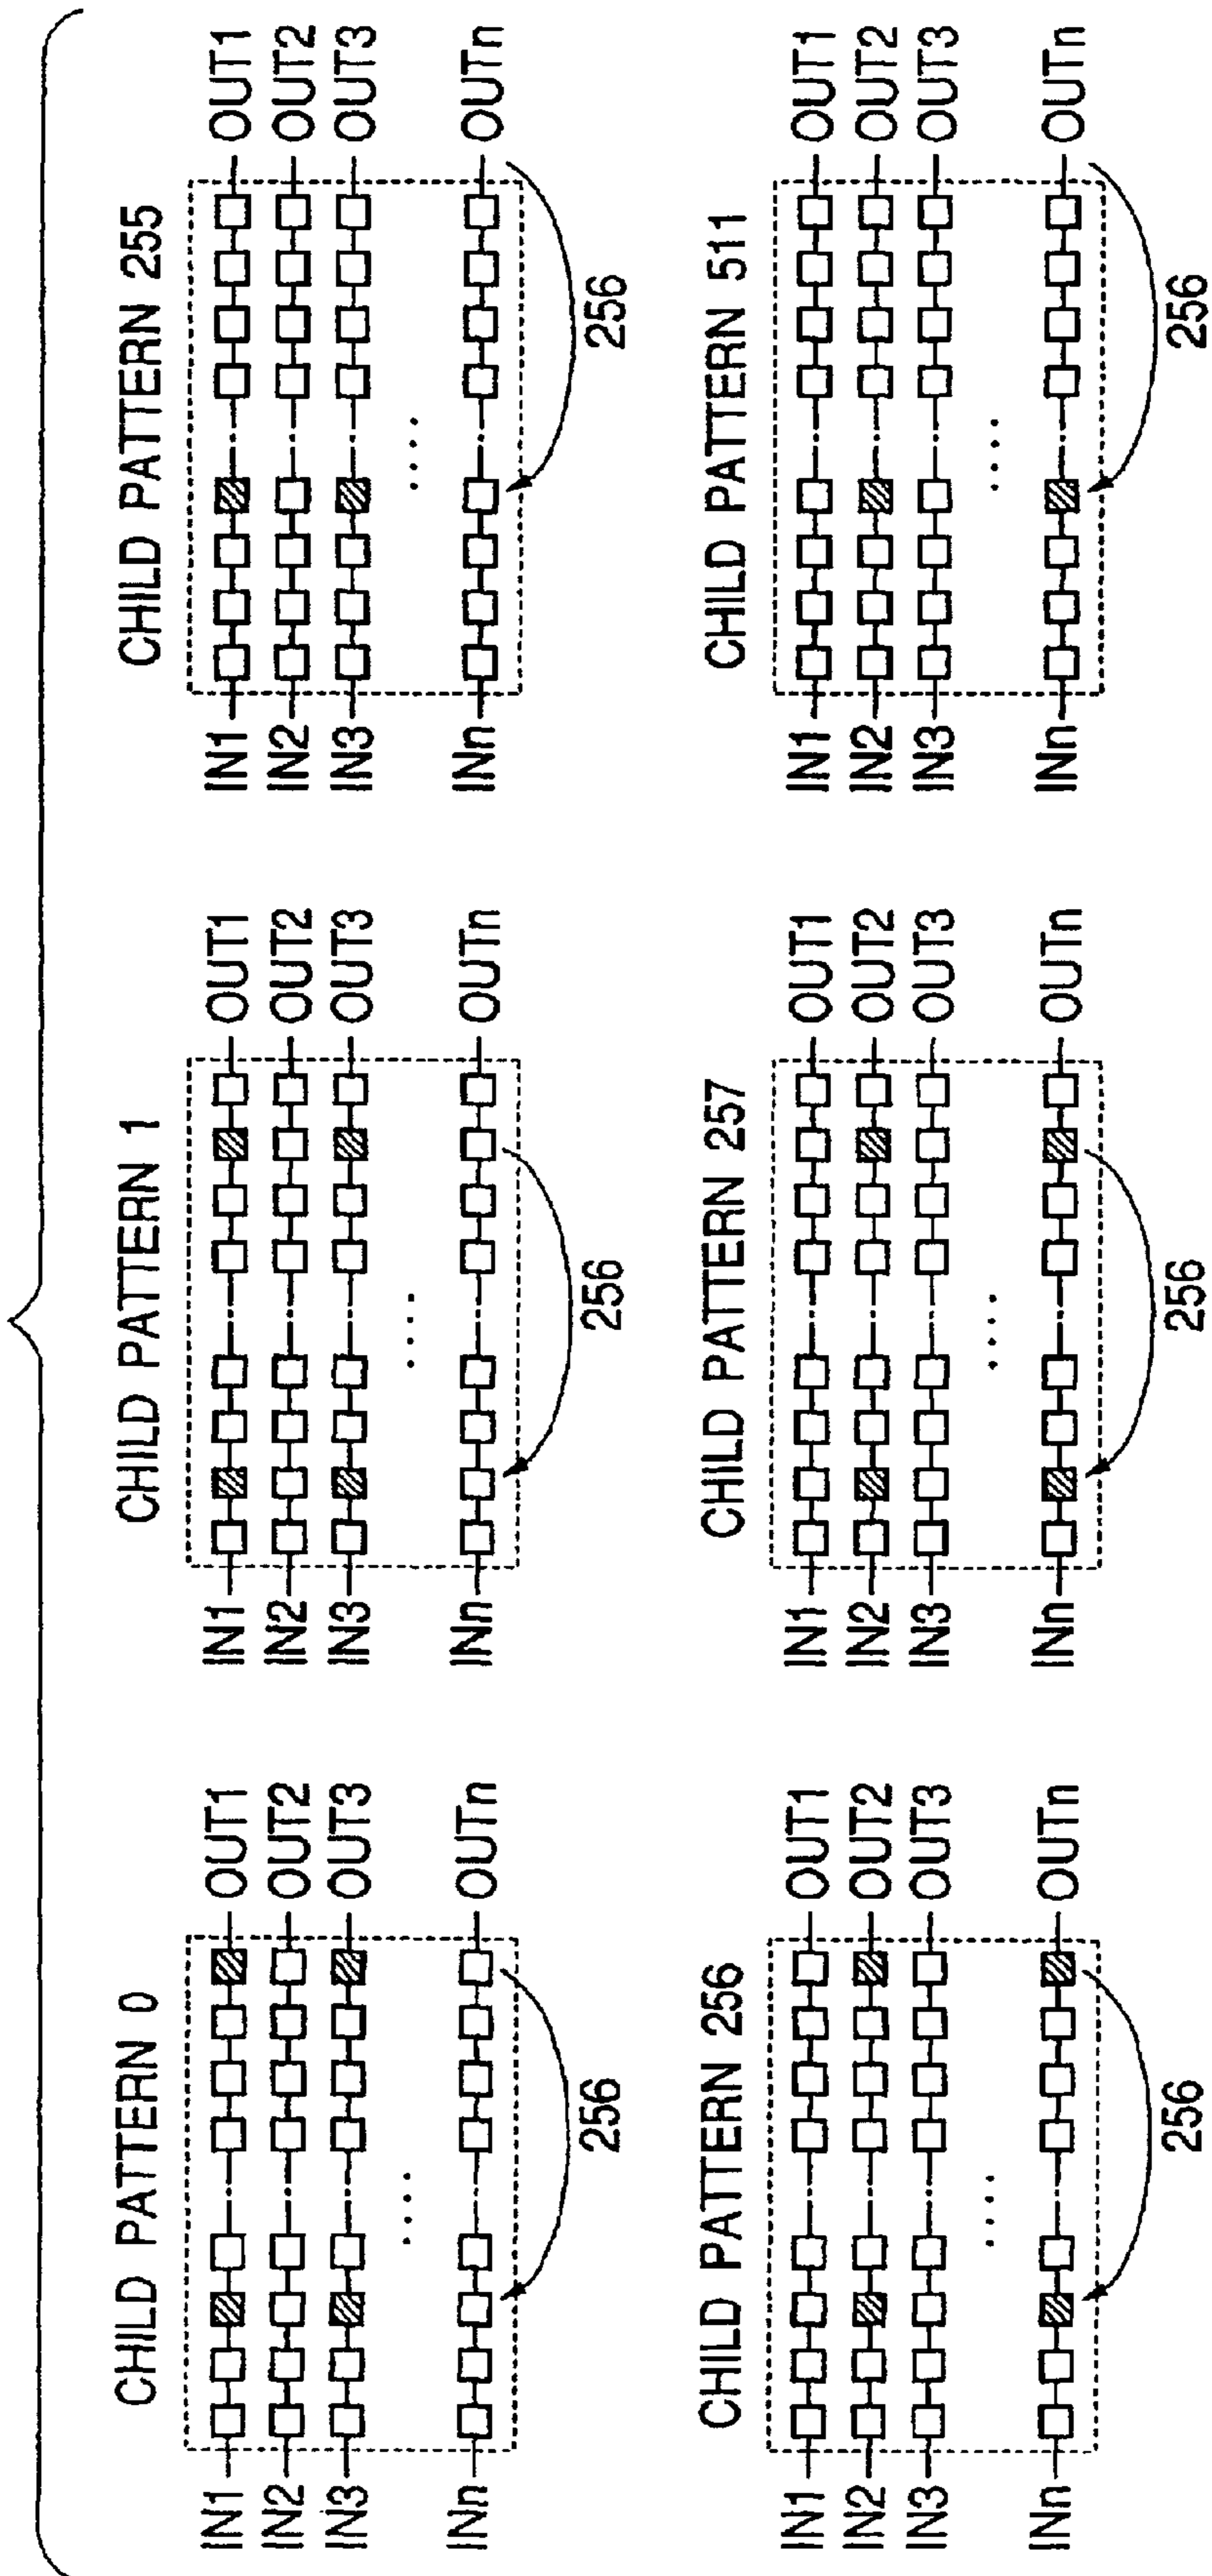 CHILD PATTERN 0
IN1 OUT1
IN2 OUT2
IN3 OUT3
....
INn OUTn
256
CHILD PATTERN 1
IN1 OUT1
IN2 OUT2
IN3 OUT3
....
INn OUTn
256
CHILD PATTERN 255
IN1 OUT1
IN2 OUT2
IN3 OUT3
....
INn OUTn
256
CHILD PATTERN 256
IN1 OUT1
IN2 OUT2
IN3 OUT3
....
INn OUTn
256
CHILD PATTERN 257
IN1 OUT1
IN2 OUT2
IN3 OUT3
....
INn OUTn
256
CHILD PATTERN 511
IN1 OUT1
IN2 OUT2
IN3 OUT3
....
INn OUTn
256